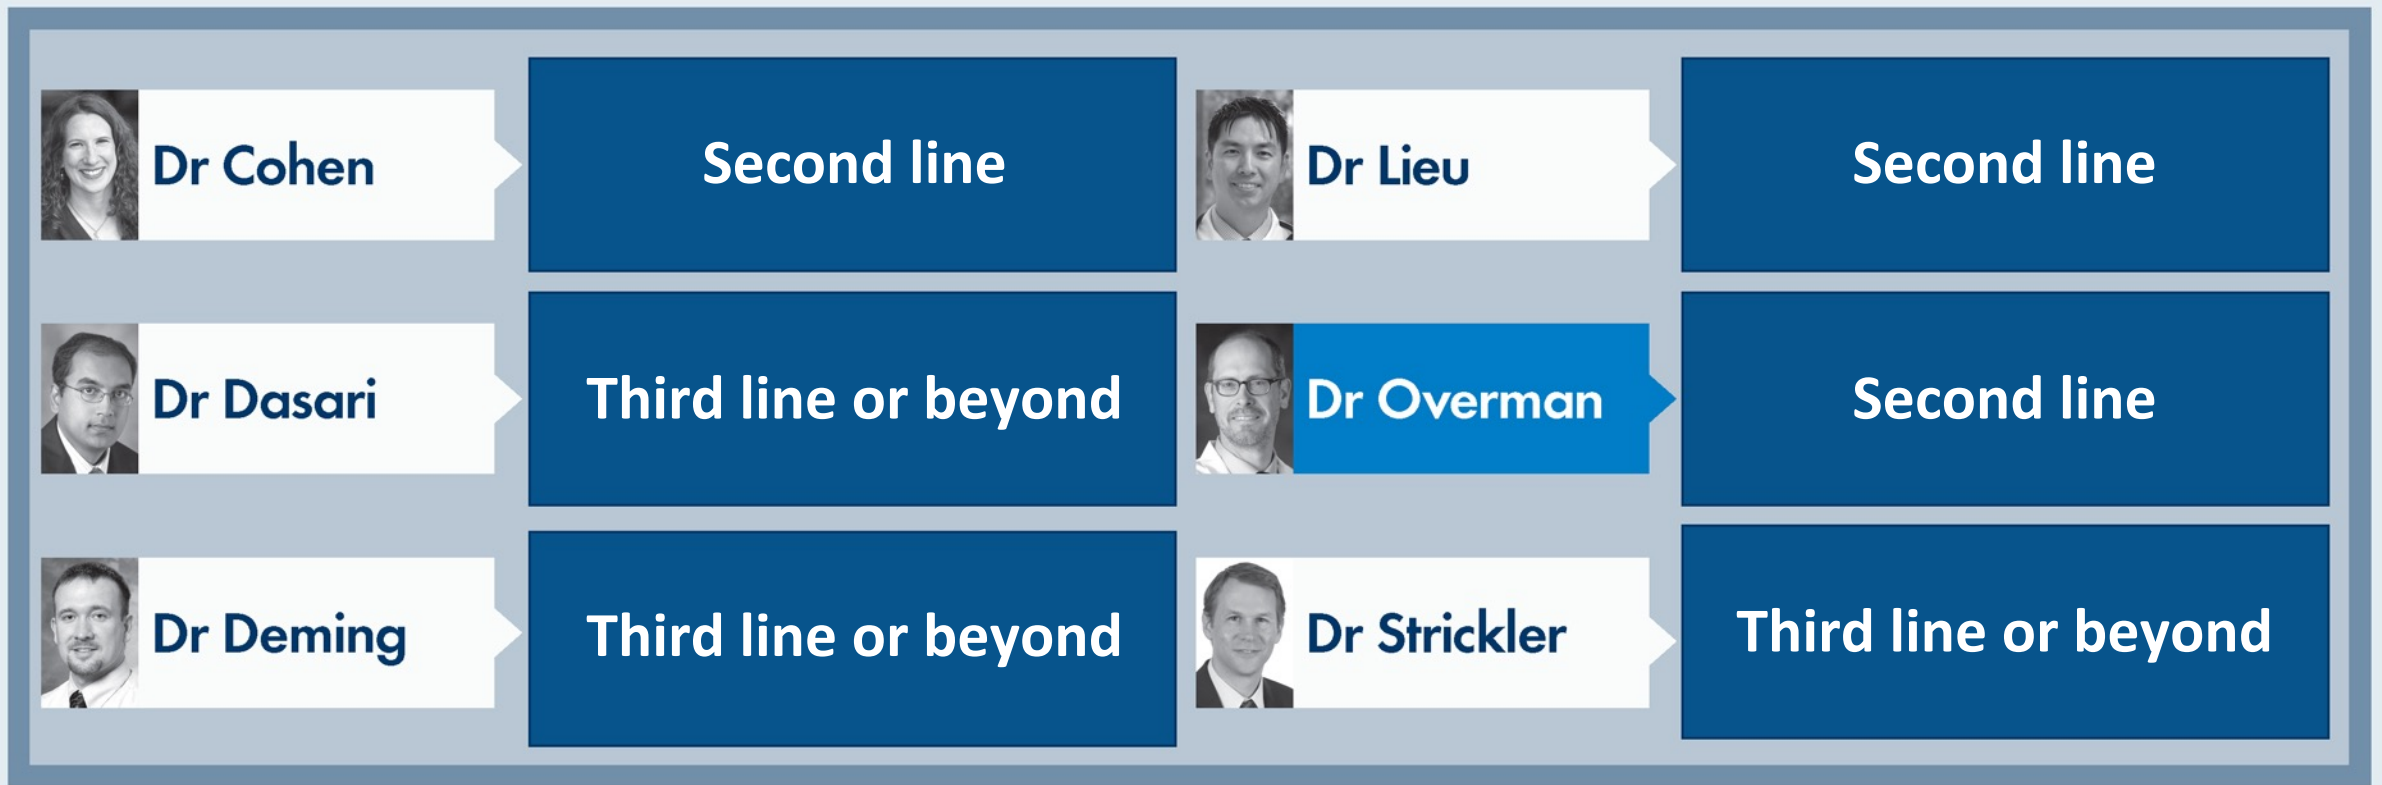 Dr Cohen
Second line
Dr Lieu
Second line
Dr Dasari
Third line or beyond
Dr Overman
Second line
Dr Deming
Third line or beyond
Dr Strickler
Third line or beyond